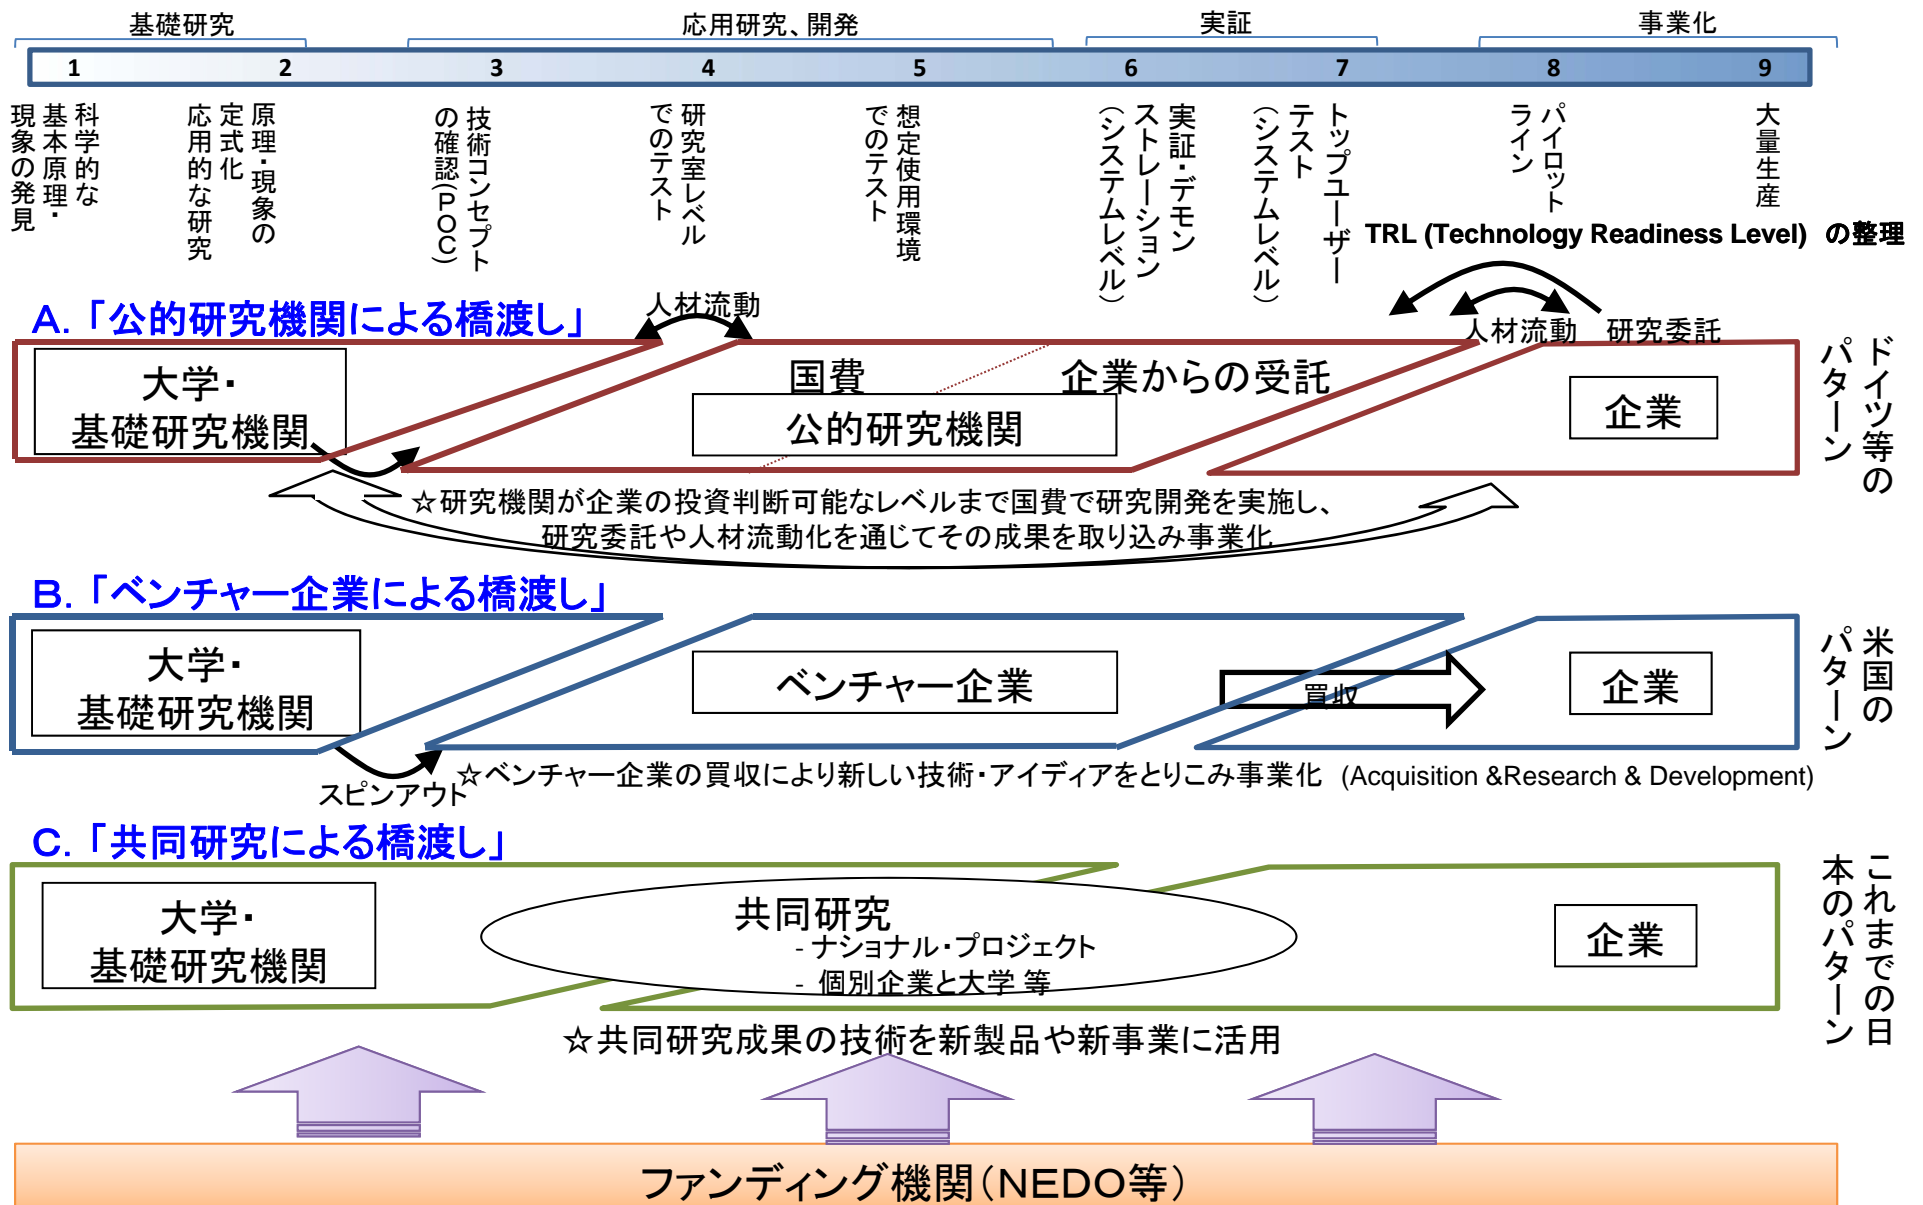 基礎研究
応用研究、開発
実証
事業化
1 2 3 4 5 6 7 8 9
科学的な
基本原理・
現象の発見
原理・現象の
定式化
応用的な研究
技術コンセプト
の確認(POC)
研究室レベル
でのテスト
想定使用環境
でのテスト
実証・デモン
ストレーション
(システムレベル)
トップユーザー
テスト
(システムレベル)
パイロット
ライン
大量生産
TRL (Technology Readiness Level) の整理
A.「公的研究機関による橋渡し」
人材流動
人材流動
研究委託
大学・
基礎研究機関
国費
企業からの受託
公的研究機関
企業
ドイツ等の
パターン
☆研究機関が企業の投資判断可能なレベルまで国費で研究開発を実施し、
研究委託や人材流動化を通じてその成果を取り込み事業化
B.「ベンチャー企業による橋渡し」
大学・
基礎研究機関
ベンチャー企業
買収
企業
米国の
パターン
スピンアウト
☆ベンチャー企業の買収により新しい技術・アイディアをとりこみ事業化 (Acquisition &Research & Development)
C.「共同研究による橋渡し」
大学・
基礎研究機関
共同研究
- ナショナル・プロジェクト
- 個別企業と大学 等
企業
これまでの日
本のパターン
☆共同研究成果の技術を新製品や新事業に活用
ファンディング機関(NEDO等)